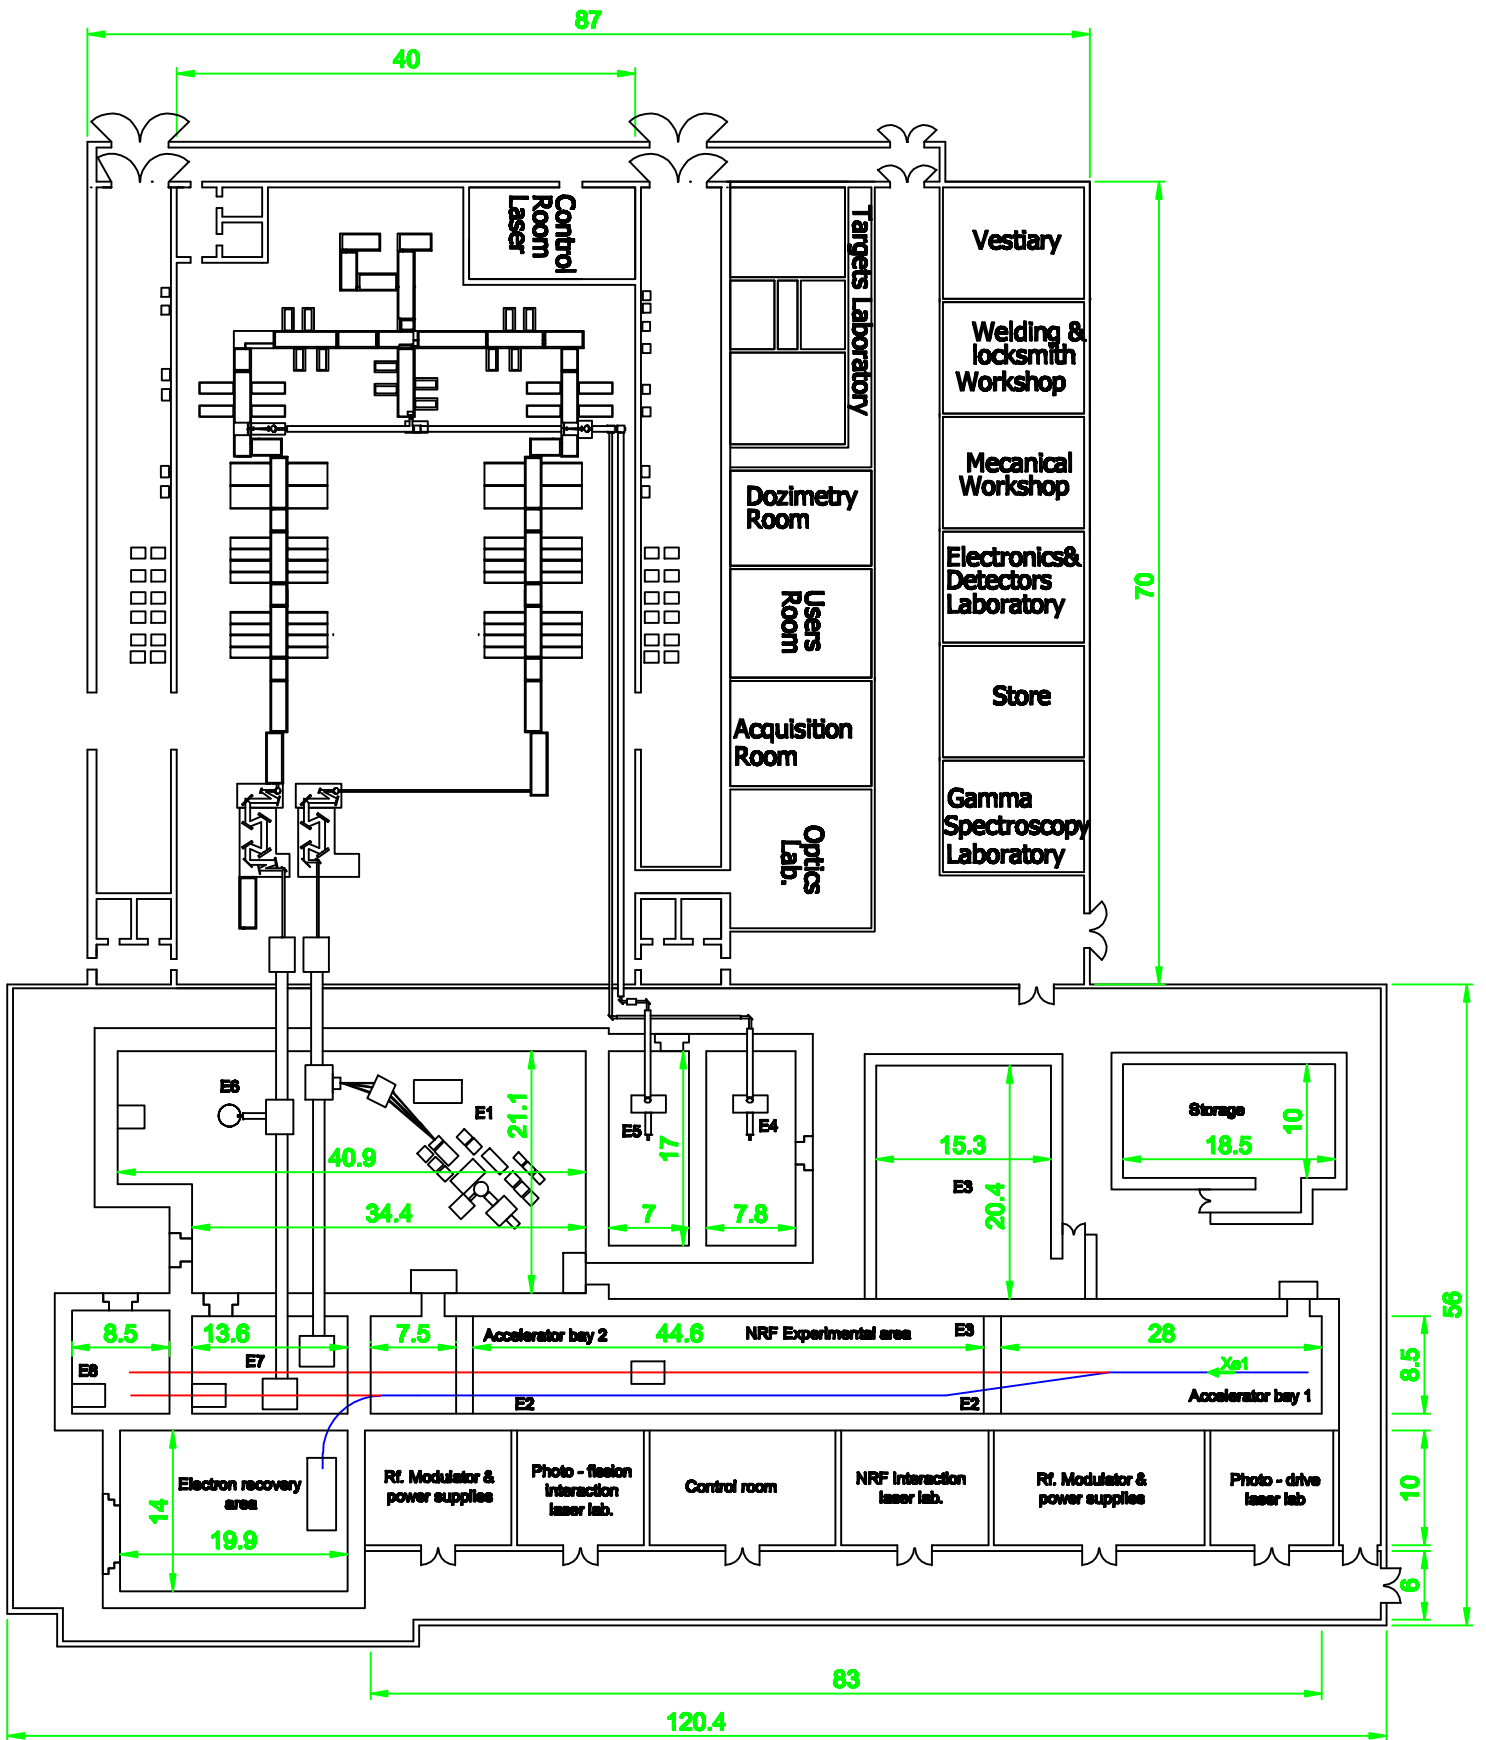 87
40
Control
Room
Laser
Targets Laboratory
Vestiary
Welding &
locksmith
Workshop
Mecanical
Workshop
Dozimetry
Room
Electronics&
Detectors
Laboratory
70
Users
Room
Store
Acquisition
Room
Gamma
Spectroscopy
Laboratory
Optics
Lab.
E6
E1
21.1
E5
17
E4
40.9
34.4
7
7.8
15.3
E3
20.4
Storage
10
18.5
56
8.5
13.6
7.5
Accelerator bay 2
44.6
NRF Experimental area
E3
28
8.5
E8
E7
Xe1
E2
E2
Accelerator bay 1
Electron recovery
area
14
19.9
Rf. Modulator &
power supplies
Photo - fission
interaction
laser lab.
Control room
NRF Interaction
laser lab.
Rf. Modulator &
power supplies
Photo - drive
laser lab
10
6
83
120.4